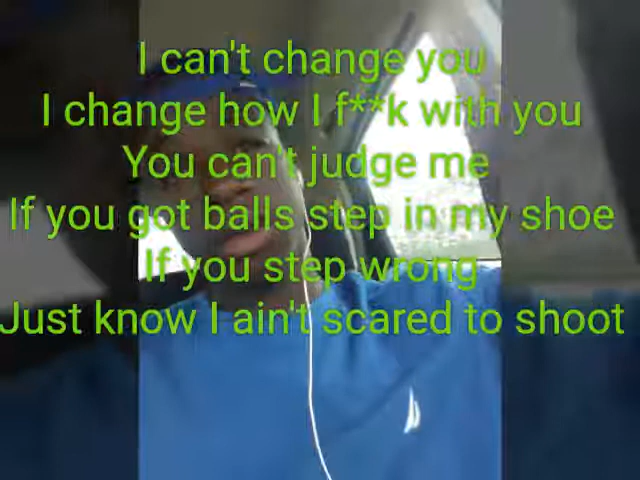 I can't change you
I change how I f**k with you
You can't judge me
If you got balls step in my shoe
If you step wrong
Just know I ain't scared to shoot